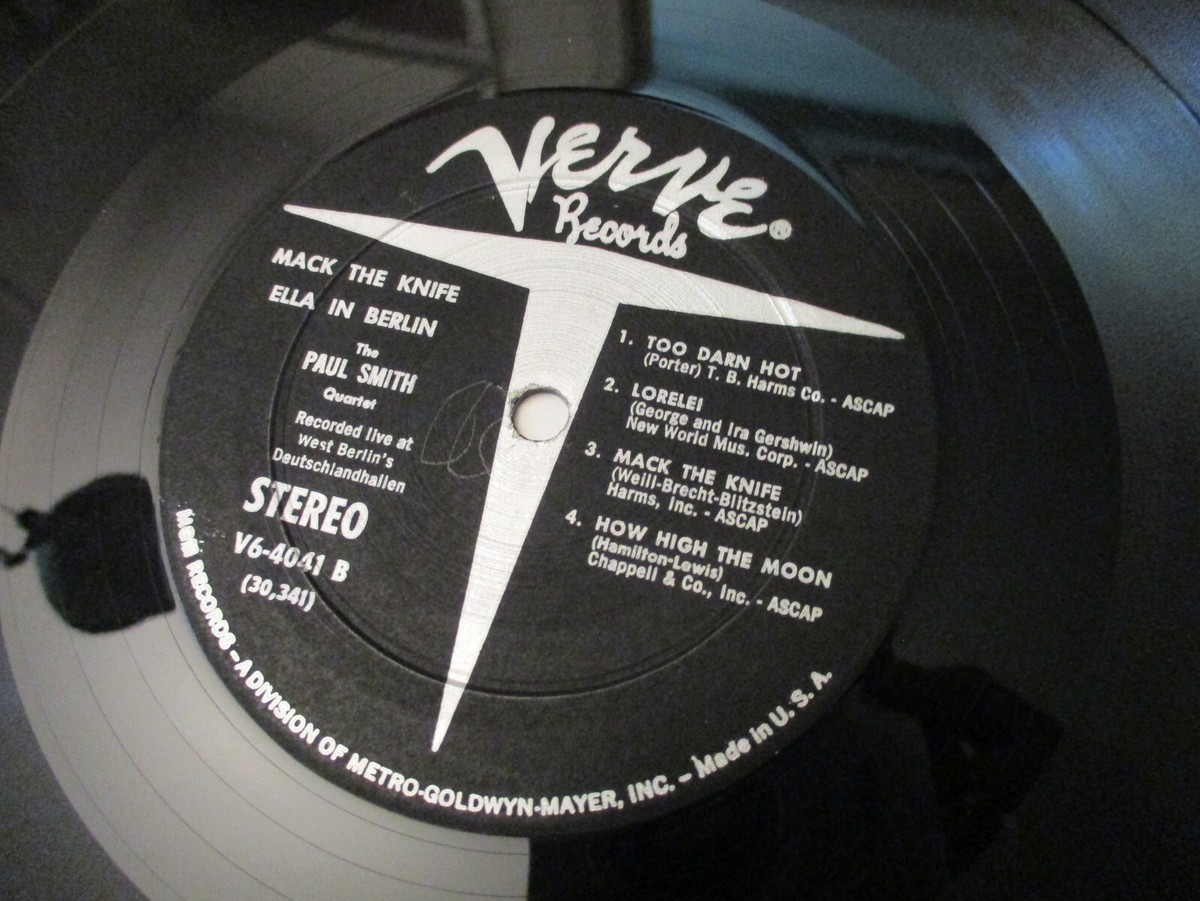 Verve®
Records
MACK THE KNIFE
ELLA IN BERLIN
The
PAUL SMITH
Quartet
Recorded live at
West Berlin's
Deutschlandhallen
STEREO
V6-4041 B
(30,341)
1. TOO DARN HOT
(Porter) T. B. Harms Co. - ASCAP
2. LORELEI
(George and Ira Gershwin)
New World Mus. Corp. - ASCAP
3. MACK THE KNIFE
(Weill-Brecht-Blitzstein)
Harms, Inc. - ASCAP
4. HOW HIGH THE MOON
(Hamilton-Lewis)
Chappell & Co., Inc. - ASCAP
MGM RECORDS - A DIVISION OF METRO-GOLDWYN-MAYER, INC. - Made in U. S. A.